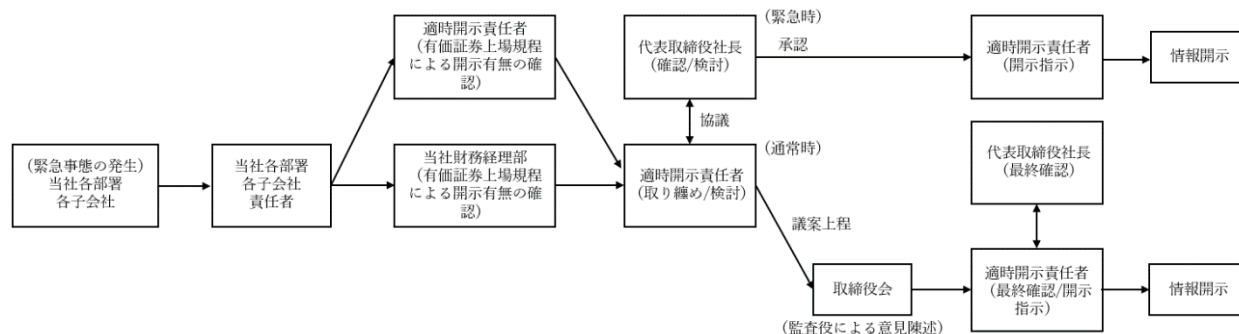 （緊急事態の発生）
当社各部署
各子会社
当社各部署
各子会社
責任者
適時開示責任者
（有価証券上場規程
による開示有無の確
認）
当社財務経理部
（有価証券上場規程
による開示有無の確
認）
代表取締役社長
（確認/検討）
協議
適時開示責任者
（取り纏め/検討）
（緊急時）
承認
適時開示責任者
（開示指示）
情報開示
（通常時）
議案上程
取締役会
（監査役による意見陳述）
代表取締役社長
（最終確認）
適時開示責任者
（最終確認/開示
指示）
情報開示